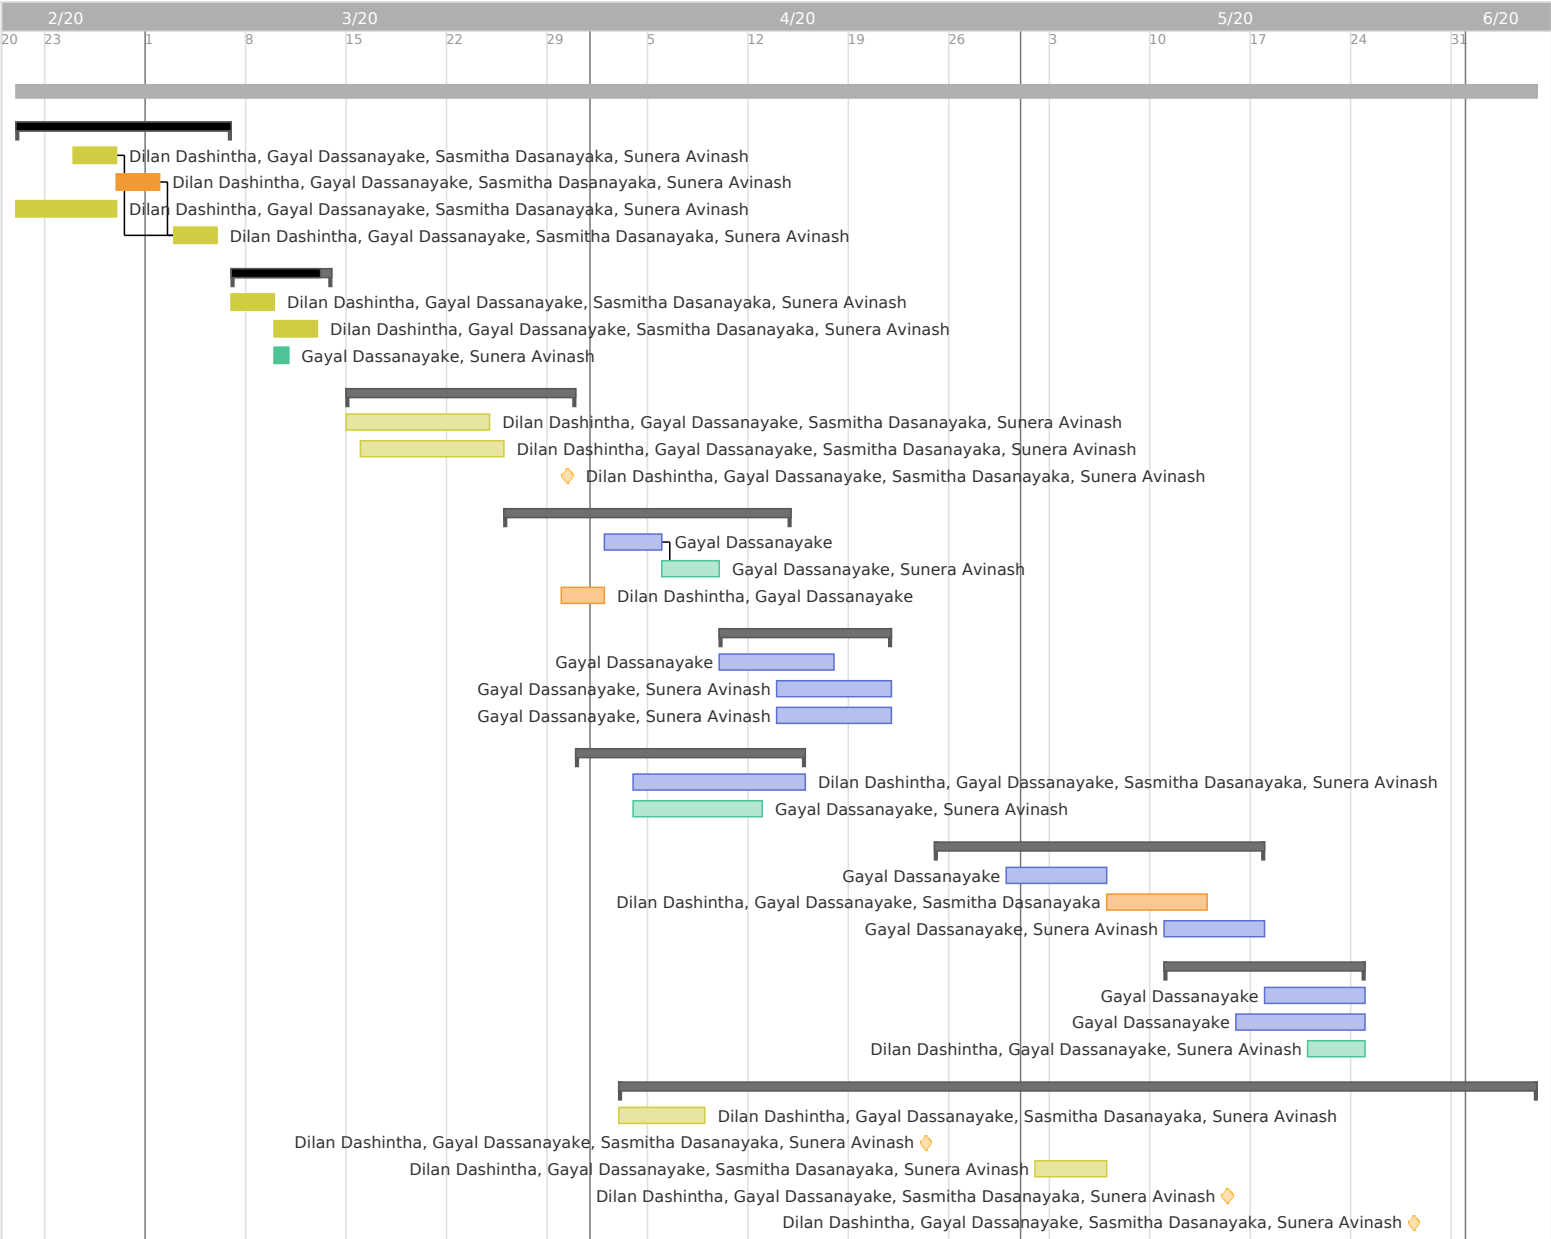 2/20 3/20 4/20 5/20 6/20
20 23 1 8 15 22 29 5 12 19 26 3 10 17 24 31
Dilan Dashintha, Gayal Dassanayake, Sasmitha Dasanayaka, Sunera Avinash
Dilan Dashintha, Gayal Dassanayake, Sasmitha Dasanayaka, Sunera Avinash
Dilan Dashintha, Gayal Dassanayake, Sasmitha Dasanayaka, Sunera Avinash
Dilan Dashintha, Gayal Dassanayake, Sasmitha Dasanayaka, Sunera Avinash
Dilan Dashintha, Gayal Dassanayake, Sasmitha Dasanayaka, Sunera Avinash
Dilan Dashintha, Gayal Dassanayake, Sasmitha Dasanayaka, Sunera Avinash
Gayal Dassanayake, Sunera Avinash
Dilan Dashintha, Gayal Dassanayake, Sasmitha Dasanayaka, Sunera Avinash
Dilan Dashintha, Gayal Dassanayake, Sasmitha Dasanayaka, Sunera Avinash
Dilan Dashintha, Gayal Dassanayake, Sasmitha Dasanayaka, Sunera Avinash
Gayal Dassanayake
Gayal Dassanayake, Sunera Avinash
Dilan Dashintha, Gayal Dassanayake
Gayal Dassanayake
Gayal Dassanayake, Sunera Avinash
Gayal Dassanayake, Sunera Avinash
Dilan Dashintha, Gayal Dassanayake, Sasmitha Dasanayaka, Sunera Avinash
Gayal Dassanayake, Sunera Avinash
Gayal Dassanayake
Dilan Dashintha, Gayal Dassanayake, Sasmitha Dasanayaka
Gayal Dassanayake, Sunera Avinash
Gayal Dassanayake
Gayal Dassanayake
Dilan Dashintha, Gayal Dassanayake, Sunera Avinash
Dilan Dashintha, Gayal Dassanayake, Sasmitha Dasanayaka, Sunera Avinash
Dilan Dashintha, Gayal Dassanayake, Sasmitha Dasanayaka, Sunera Avinash
Dilan Dashintha, Gayal Dassanayake, Sasmitha Dasanayaka, Sunera Avinash
Dilan Dashintha, Gayal Dassanayake, Sasmitha Dasanayaka, Sunera Avinash
Dilan Dashintha, Gayal Dassanayake, Sasmitha Dasanayaka, Sunera Avinash